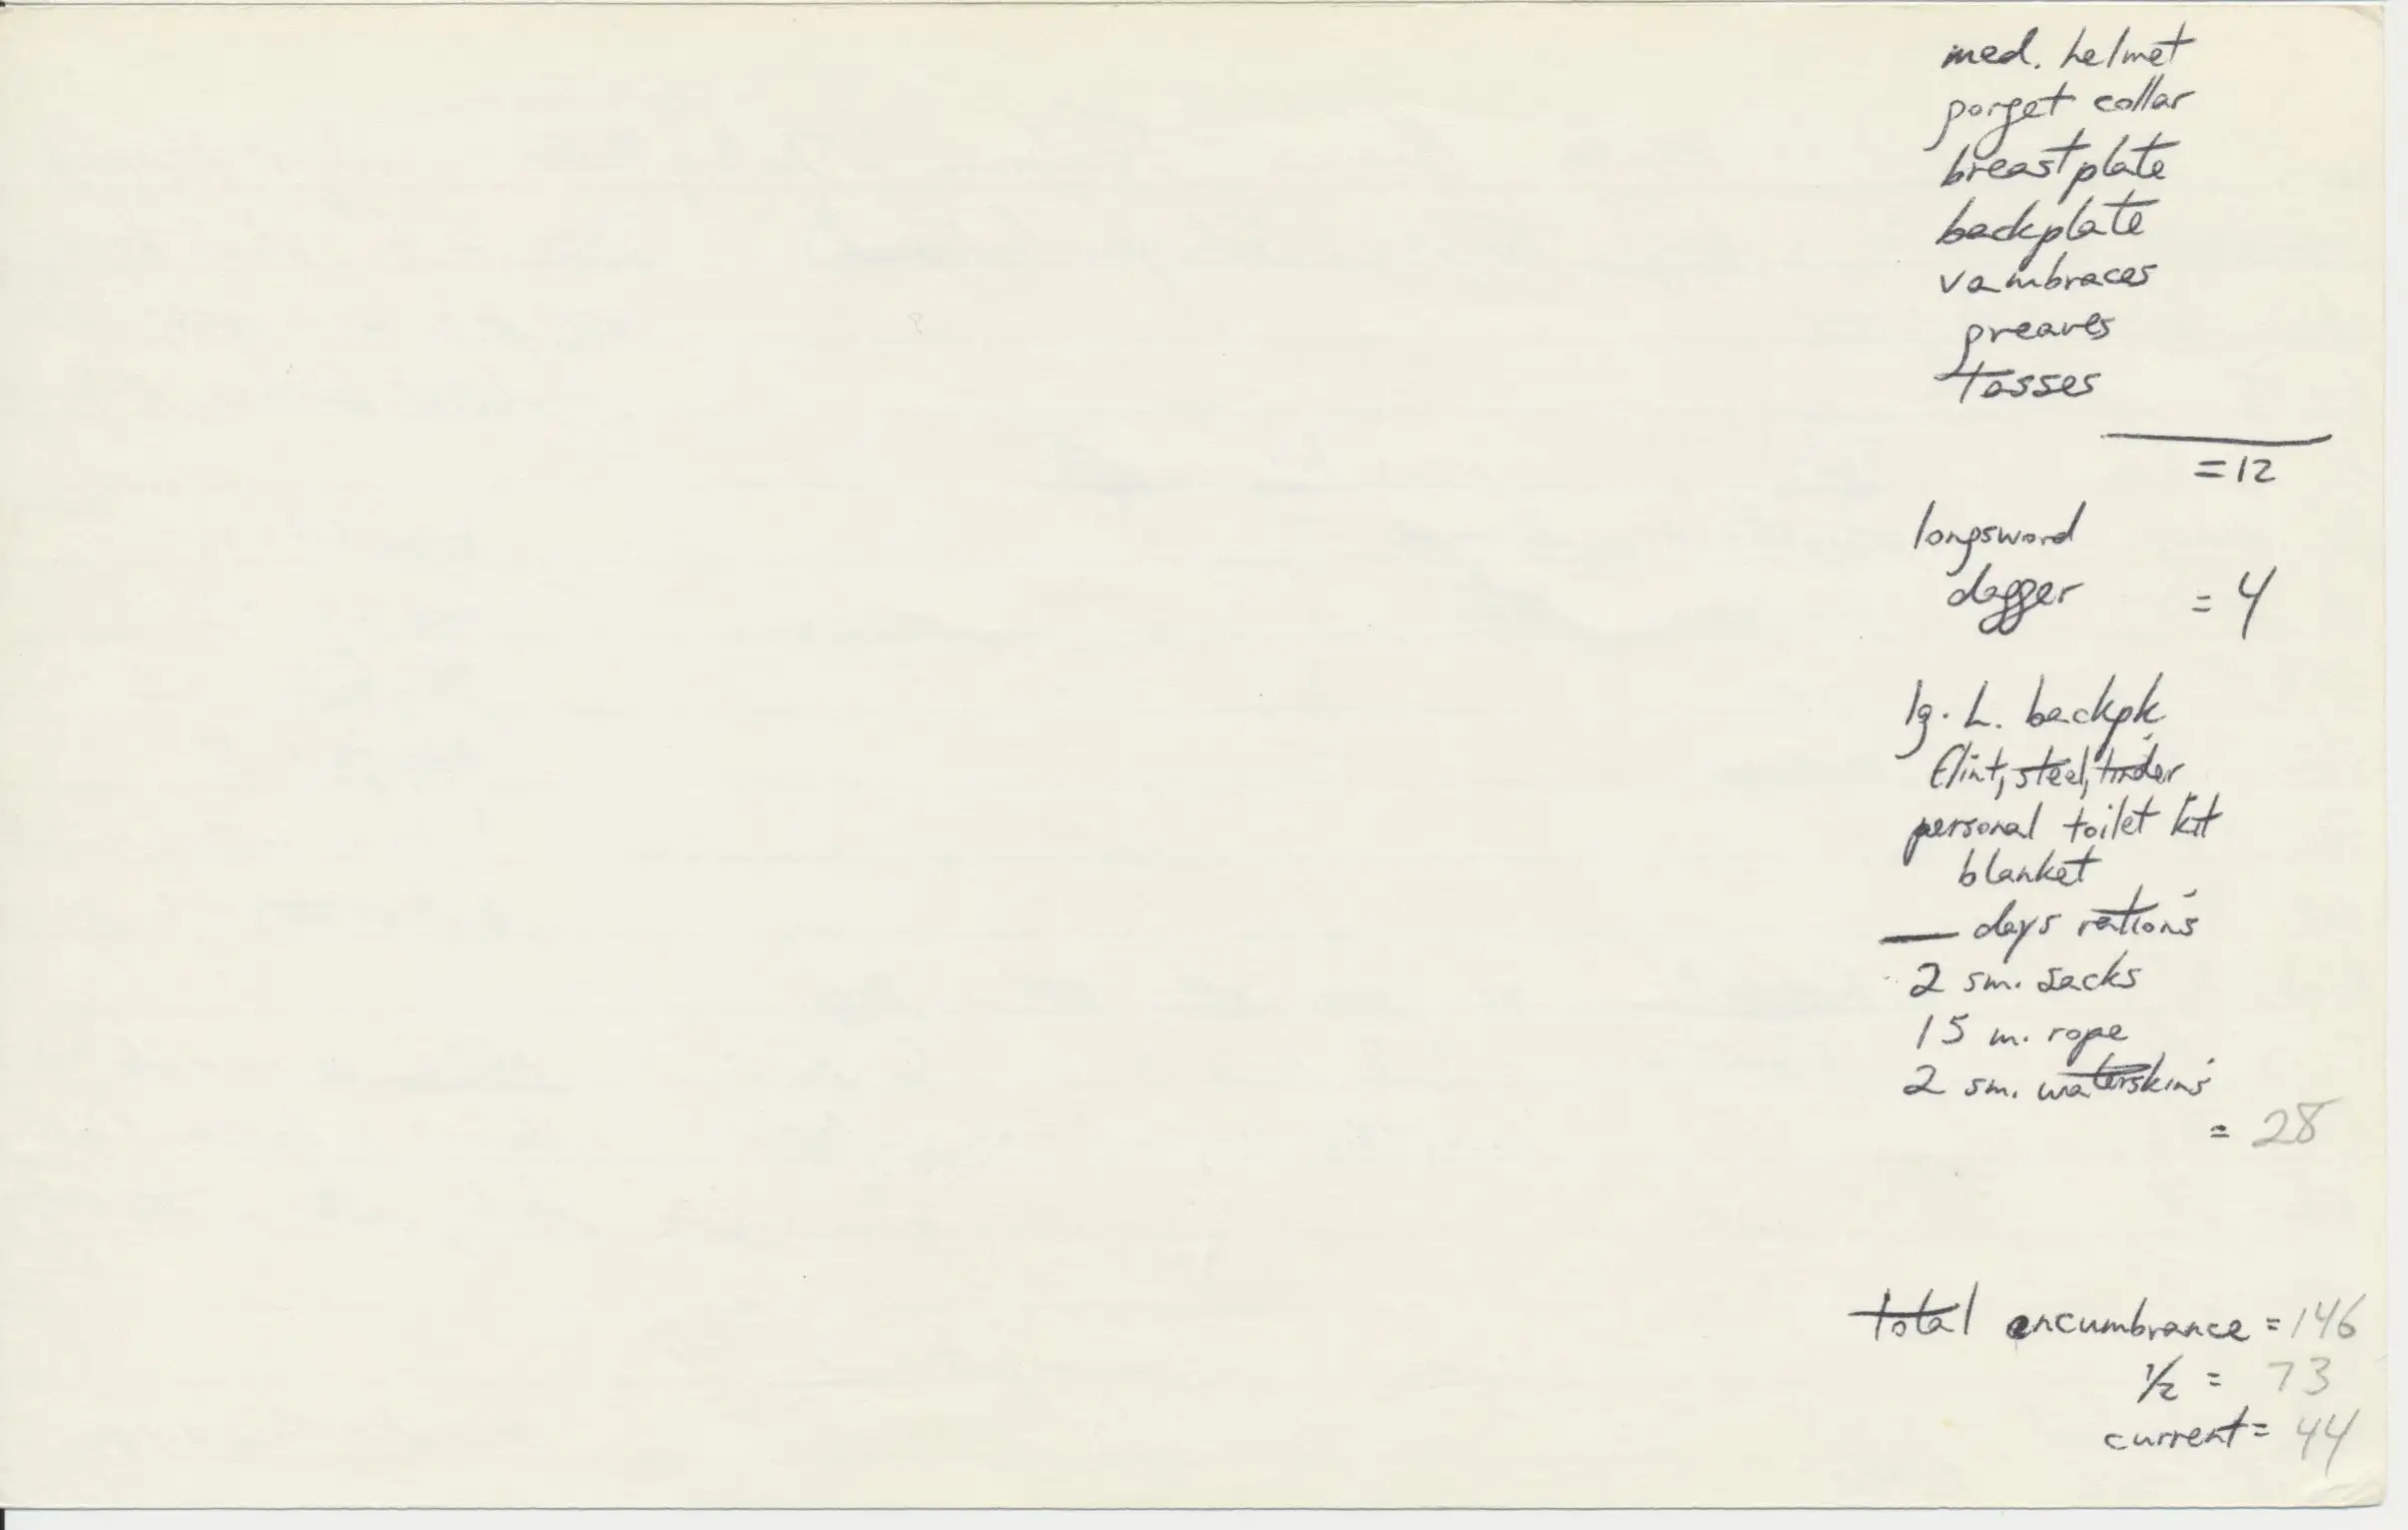 med. helmet
gorget collar
breastplate
backplate
vambraces
greaves
tasses
= 12
longsword
dagger = 4
lg. L. backpk.
flint, steel, tinder
personal toilet kit
blanket
__ days rations
2 sm. sacks
15 m. rope
2 sm. waterskins
= 28
total encumbrance = 146
1/2 = 73
current = 44